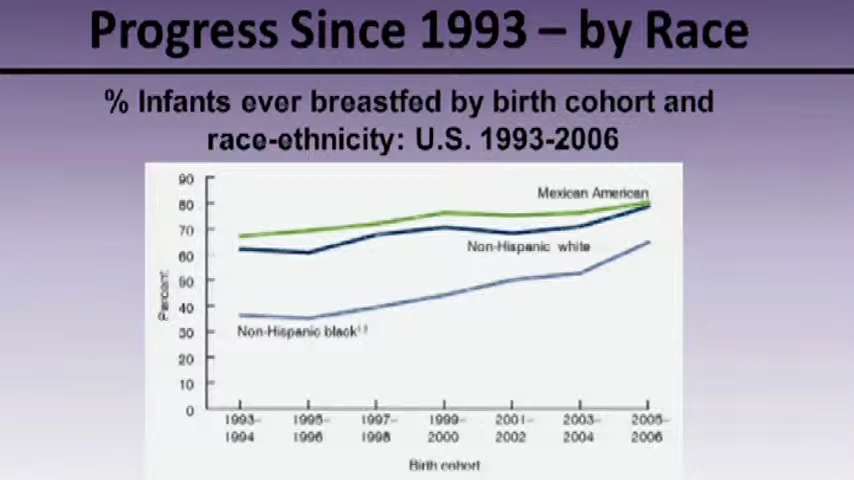 Progress Since 1993 – by Race
% Infants ever breastfed by birth cohort and
race-ethnicity: U.S. 1993-2006
90
80
70
60
50
40
30
20
10
0
Percent
Mexican American
Non-Hispanic white
Non-Hispanic black
1993– 1995– 1997– 1999– 2001– 2003– 2005–
1994 1996 1998 2000 2002 2004 2006
Birth cohort